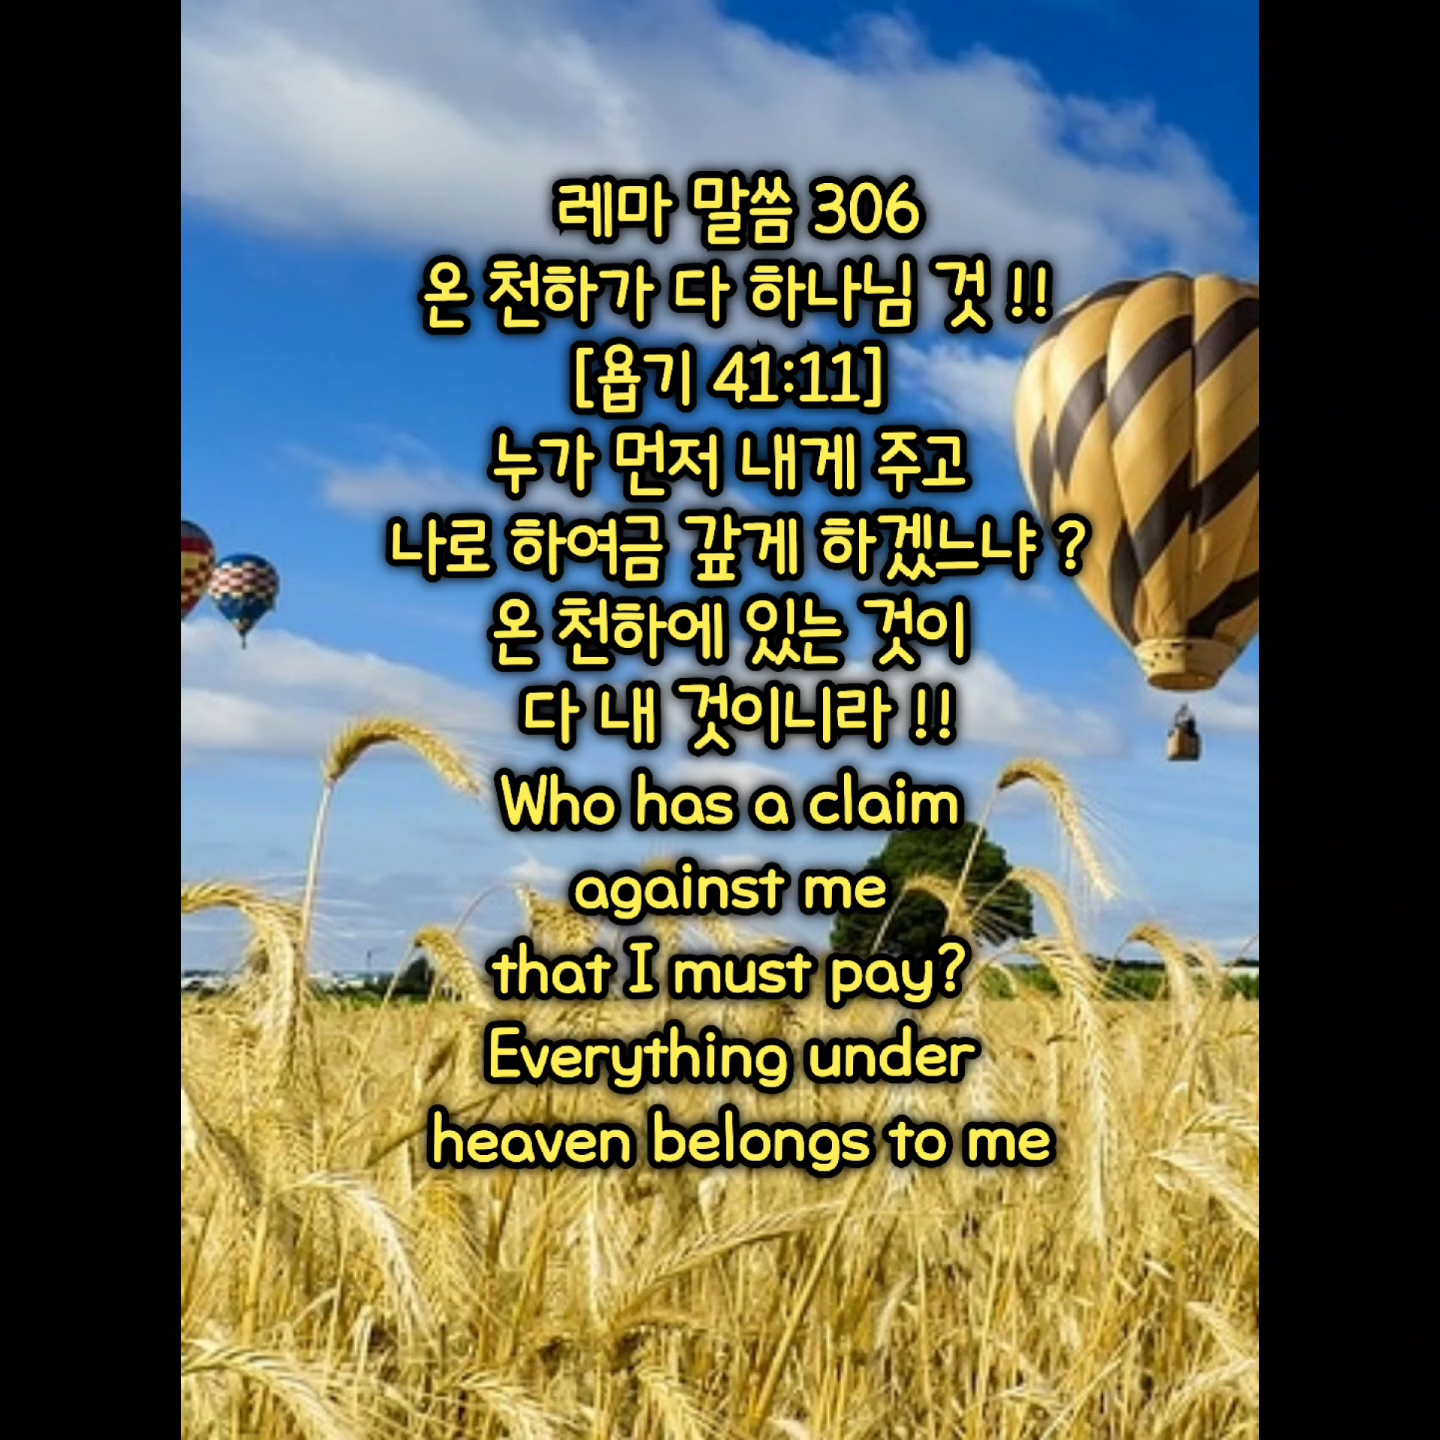 레마 말씀 306
온 천하가 다 하나님 것 !!
[욥기 41:11]
누가 먼저 내게 주고
나로 하여금 갚게 하겠느냐 ?
온 천하에 있는 것이
다 내 것이니라 !!
Who has a claim
against me
that I must pay?
Everything under
heaven belongs to me